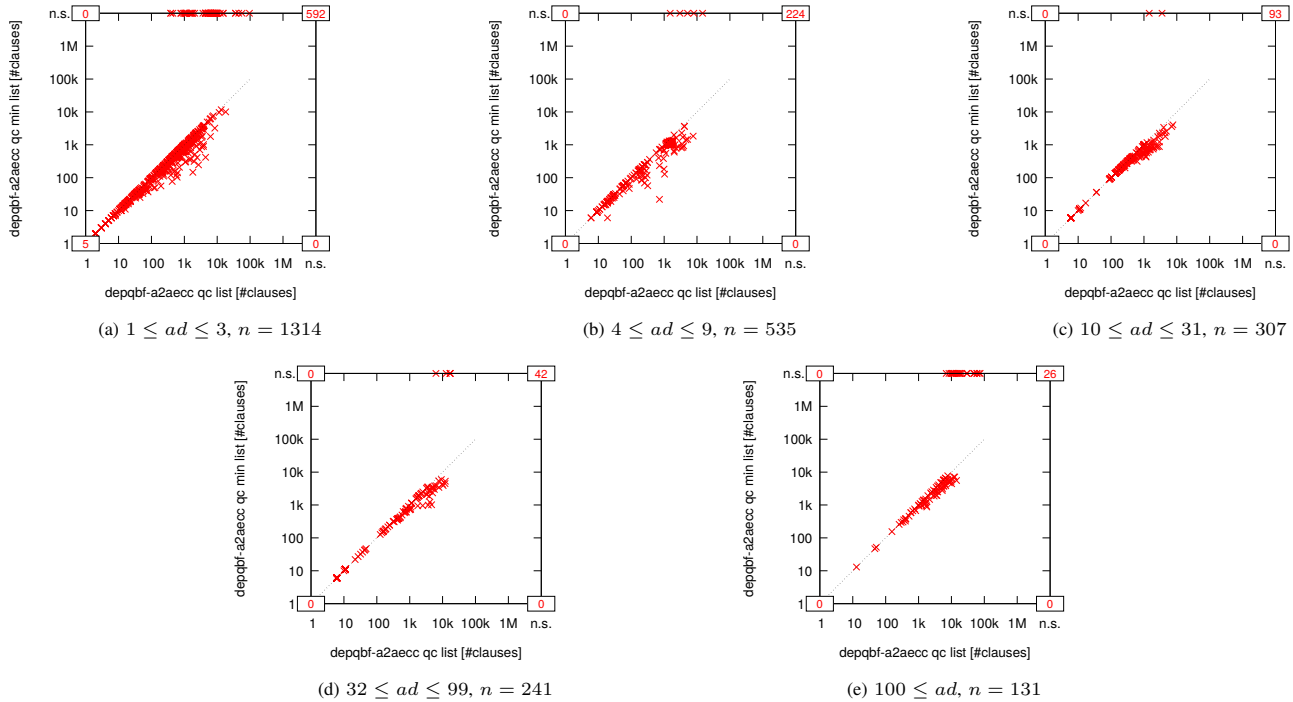 n.s. 0 592
1M
100k
10k
1k
100
10
1 5 0
1 10 100 1k 10k 100k 1M n.s.
depqbf-a2aecc qc min list [#clauses]
depqbf-a2aecc qc list [#clauses]
(a) 1 ≤ ad ≤ 3, n = 1314
n.s. 0 224
1M
100k
10k
1k
100
10
1 0 0
1 10 100 1k 10k 100k 1M n.s.
depqbf-a2aecc qc min list [#clauses]
depqbf-a2aecc qc list [#clauses]
(b) 4 ≤ ad ≤ 9, n = 535
n.s. 0 93
1M
100k
10k
1k
100
10
1 0 0
1 10 100 1k 10k 100k 1M n.s.
depqbf-a2aecc qc min list [#clauses]
depqbf-a2aecc qc list [#clauses]
(c) 10 ≤ ad ≤ 31, n = 307
n.s. 0 42
1M
100k
10k
1k
100
10
1 0 0
1 10 100 1k 10k 100k 1M n.s.
depqbf-a2aecc qc min list [#clauses]
depqbf-a2aecc qc list [#clauses]
(d) 32 ≤ ad ≤ 99, n = 241
n.s. 0 26
1M
100k
10k
1k
100
10
1 0 0
1 10 100 1k 10k 100k 1M n.s.
depqbf-a2aecc qc min list [#clauses]
depqbf-a2aecc qc list [#clauses]
(e) 100 ≤ ad, n = 131